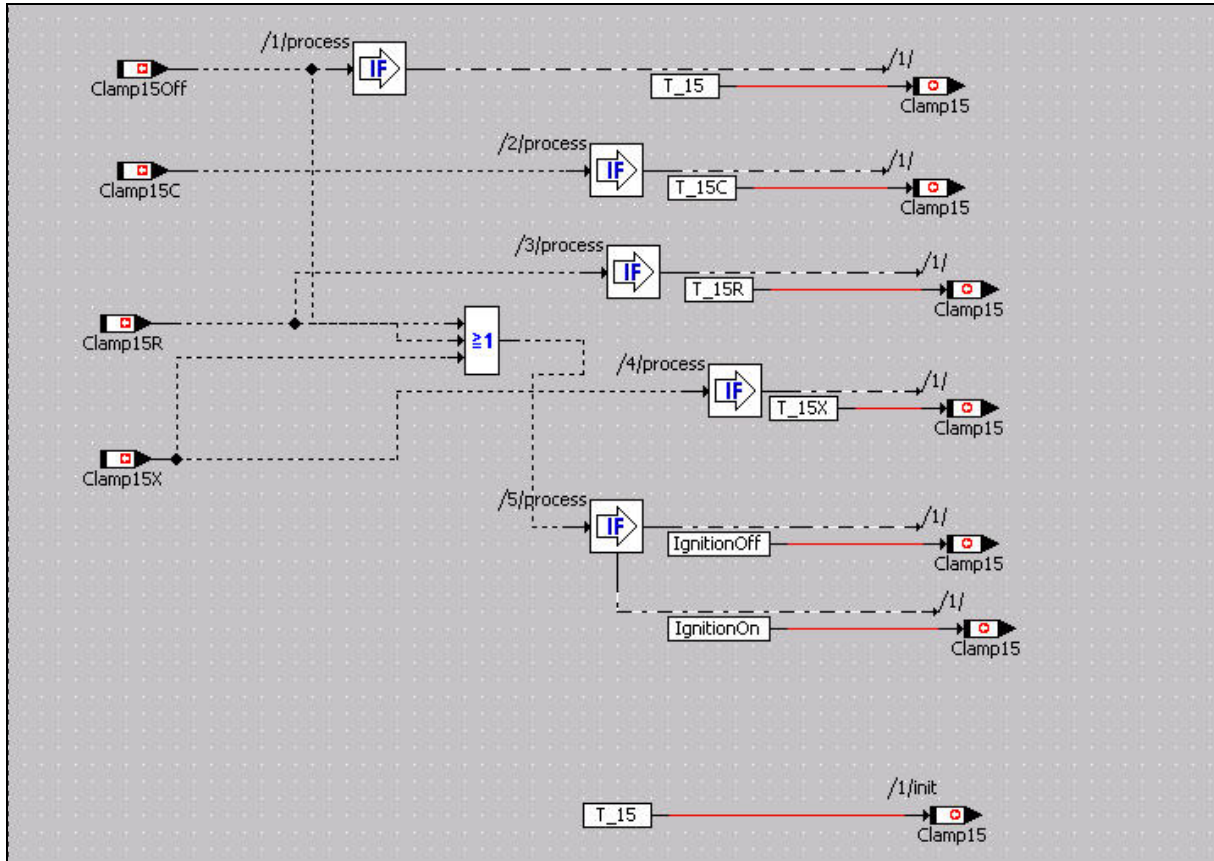 /1/process
IF
/1/
Clamp15Off
T_15
Clamp15
/2/process
IF
/1/
Clamp15C
T_15C
Clamp15
/3/process
IF
/1/
T_15R
Clamp15
Clamp15R
≥1
/4/process
IF
/1/
T_15X
Clamp15
Clamp15X
/5/process
IF
/1/
IgnitionOff
Clamp15
/1/
IgnitionOn
Clamp15
/1/init
T_15
Clamp15